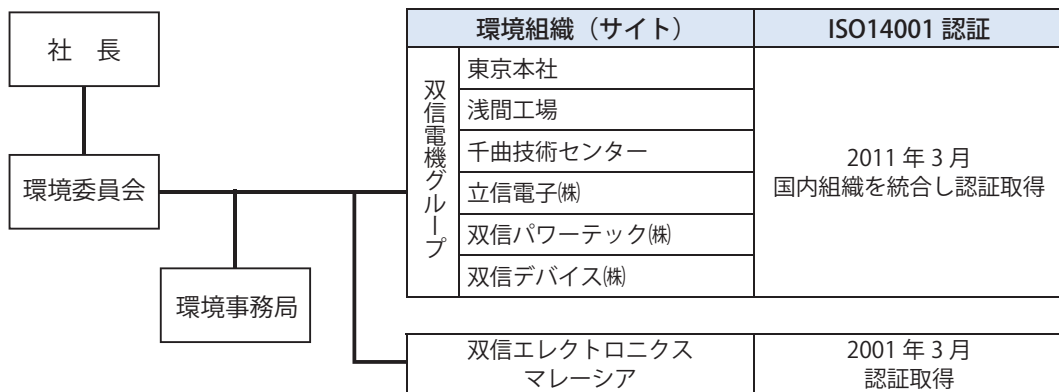 社　長
環境委員会
環境事務局
環境組織（サイト）
ISO14001 認証
双信電機グループ
東京本社
浅間工場
千曲技術センター
立信電子㈱
双信パワーテック㈱
双信デバイス㈱
2011 年 3 月
国内組織を統合し認証取得
双信エレクトロニクス
マレーシア
2001 年 3 月
認証取得